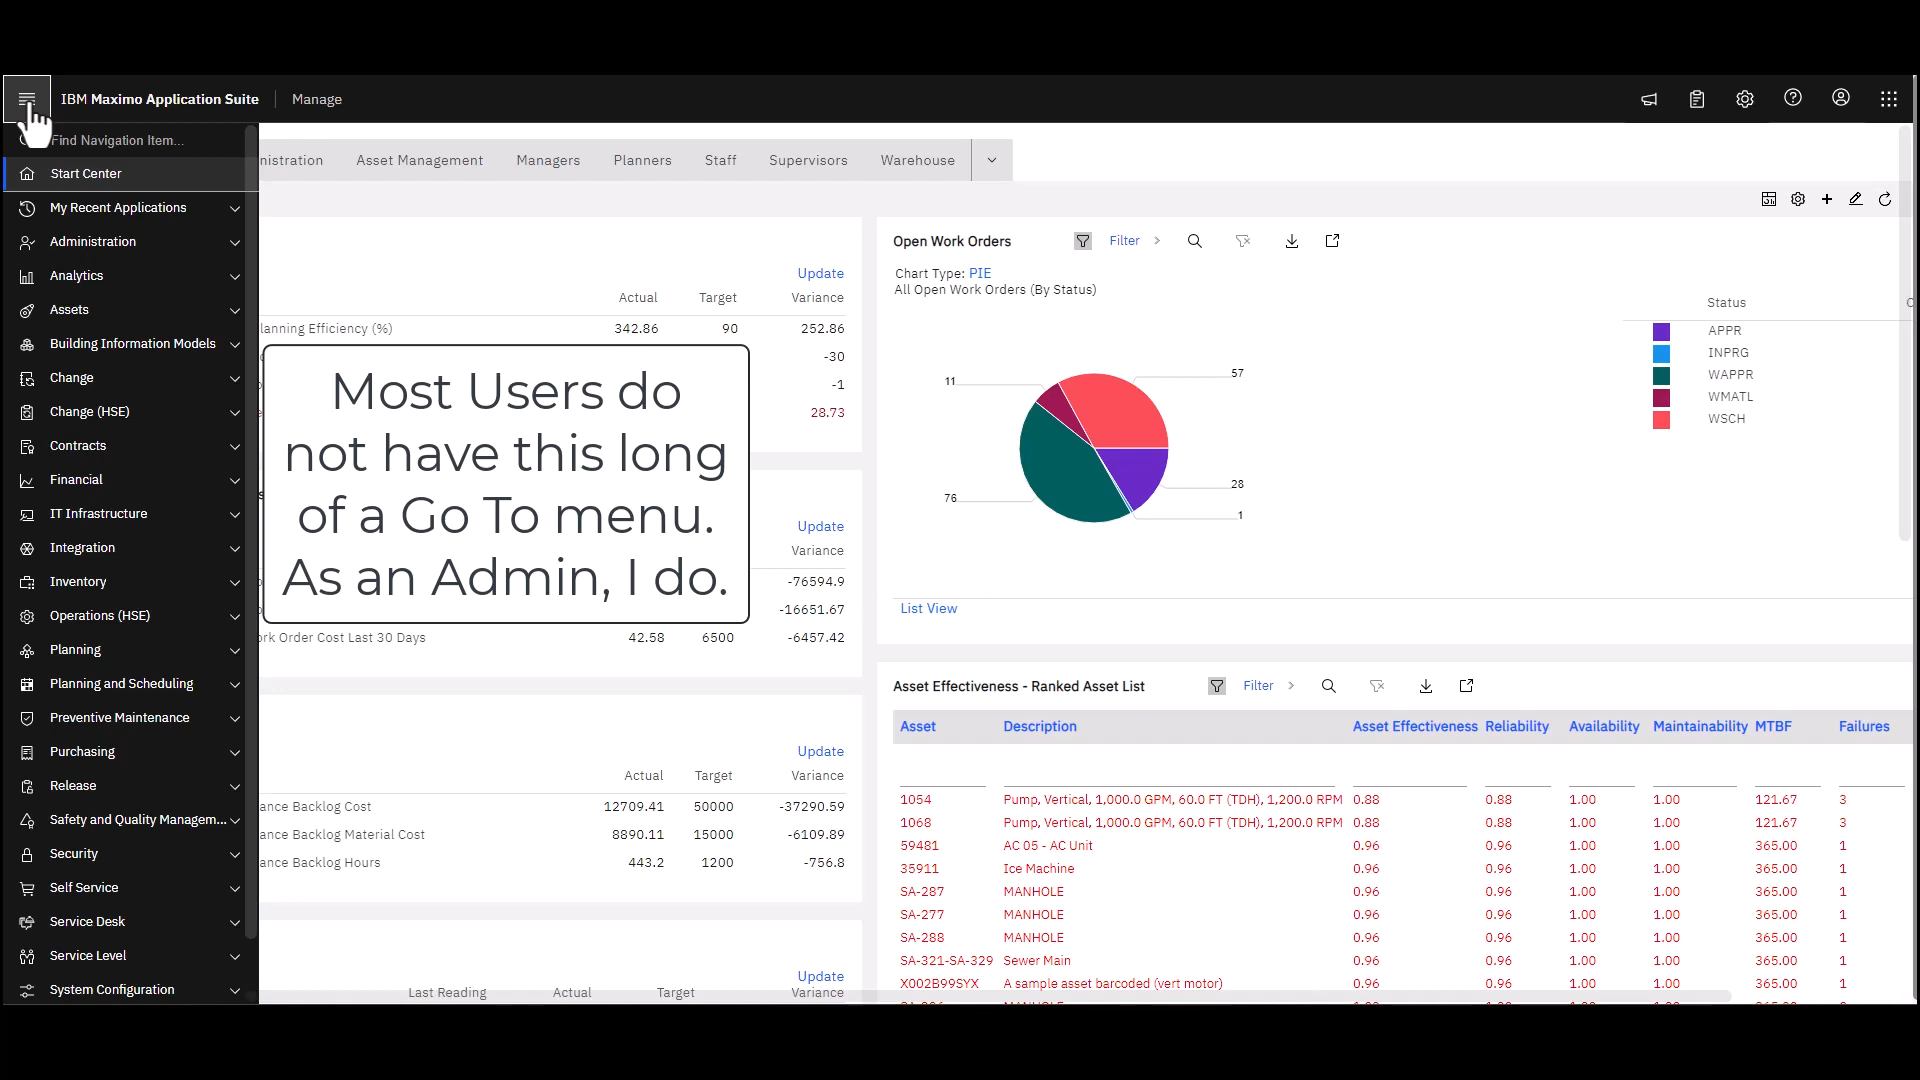 IBM Maximo Application Suite | Manage
Find Navigation Item...
Start Center
My Recent Applications
Administration
Analytics
Assets
Building Information Models
Change
Change (HSE)
Contracts
Financial
IT Infrastructure
Integration
Inventory
Operations (HSE)
Planning
Planning and Scheduling
Preventive Maintenance
Purchasing
Release
Safety and Quality Managem...
Security
Self Service
Service Desk
Service Level
System Configuration
nistration Asset Management Managers Planners Staff Supervisors Warehouse
Update
Actual Target Variance
lanning Efficiency (%) 342.86 90 252.86
-30
-1
28.73
Most Users do
not have this long
of a Go To menu.
As an Admin, I do.
Update
Variance
-76594.9
-16651.67
ork Order Cost Last 30 Days 42.58 6500 -6457.42
Update
Actual Target Variance
ance Backlog Cost 12709.41 50000 -37290.59
ance Backlog Material Cost 8890.11 15000 -6109.89
ance Backlog Hours 443.2 1200 -756.8
Update
Last Reading Actual Target Variance
Open Work Orders Filter
Chart Type: PIE
All Open Work Orders (By Status)
11
57
76
28
1
Status
APPR
INPRG
WAPPR
WMATL
WSCH
List View
Asset Effectiveness - Ranked Asset List Filter
Asset Description Asset Effectiveness Reliability Availability Maintainability MTBF Failures
1054 Pump, Vertical, 1,000.0 GPM, 60.0 FT (TDH), 1,200.0 RPM 0.88 0.88 1.00 1.00 121.67 3
1068 Pump, Vertical, 1,000.0 GPM, 60.0 FT (TDH), 1,200.0 RPM 0.88 0.88 1.00 1.00 121.67 3
59481 AC 05 - AC Unit 0.96 0.96 1.00 1.00 365.00 1
35911 Ice Machine 0.96 0.96 1.00 1.00 365.00 1
SA-287 MANHOLE 0.96 0.96 1.00 1.00 365.00 1
SA-277 MANHOLE 0.96 0.96 1.00 1.00 365.00 1
SA-288 MANHOLE 0.96 0.96 1.00 1.00 365.00 1
SA-321-SA-329 Sewer Main 0.96 0.96 1.00 1.00 365.00 1
X002B99SYX A sample asset barcoded (vert motor) 0.96 0.96 1.00 1.00 365.00 1